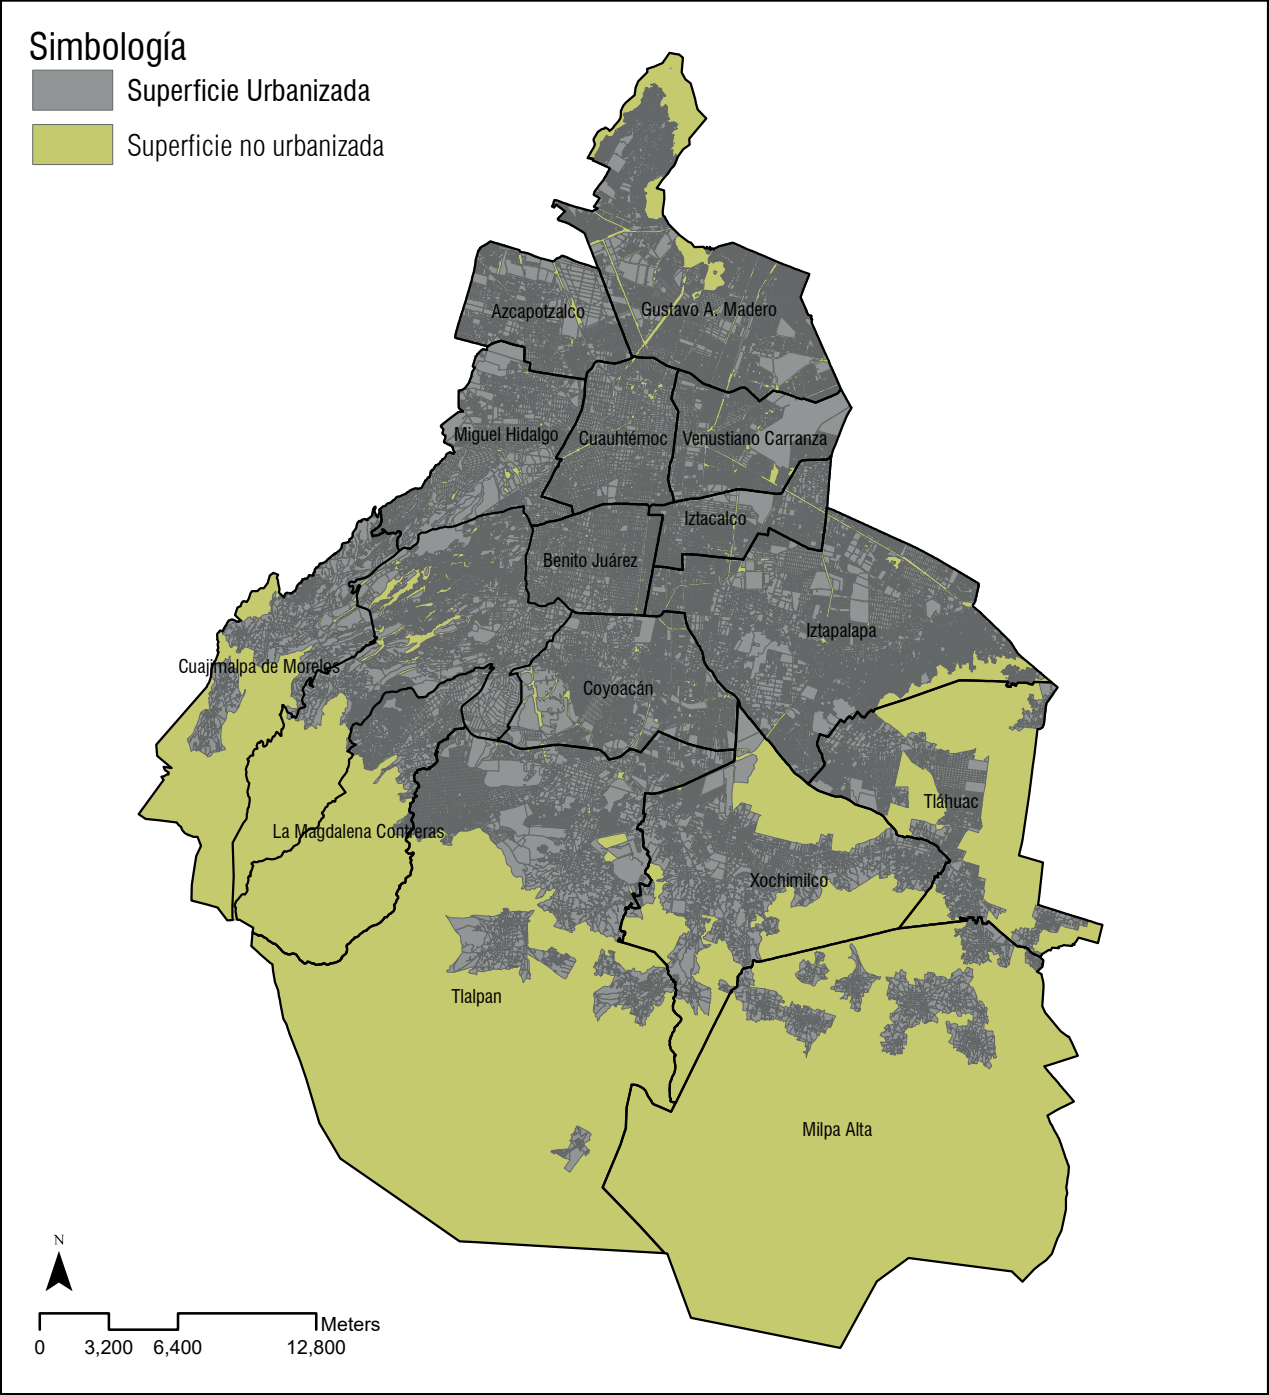 Simbología
Superficie Urbanizada
Superficie no urbanizada
Azcapotzalco
Gustavo A. Madero
Miguel Hidalgo
Cuauhtémoc
Venustiano Carranza
Iztacalco
Benito Juárez
Iztapalapa
Cuajimalpa de Morelos
Coyoacán
Tláhuac
La Magdalena Contreras
Xochimilco
Tlalpan
Milpa Alta
N
Meters
0 3,200 6,400 12,800